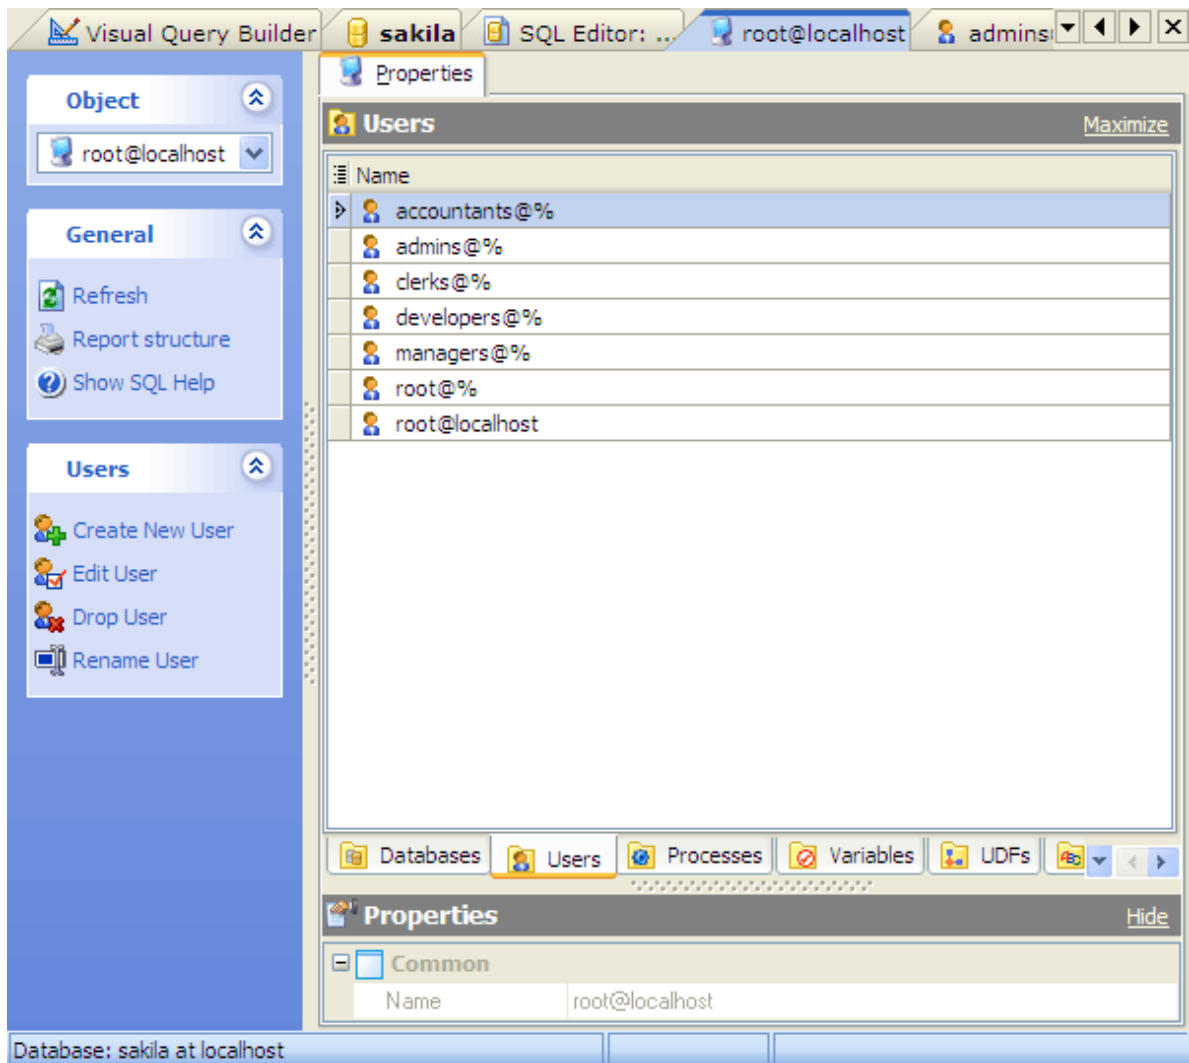 Visual Query Builder
sakila
SQL Editor: ...
root@localhost
admins
Object
root@localhost
General
Refresh
Report structure
Show SQL Help
Users
Create New User
Edit User
Drop User
Rename User
Properties
Users
Maximize
Name
accountants@%
admins@%
clerks@%
developers@%
managers@%
root@%
root@localhost
Databases
Users
Processes
Variables
UDFs
Properties
Hide
Common
Name
root@localhost
Database: sakila at localhost